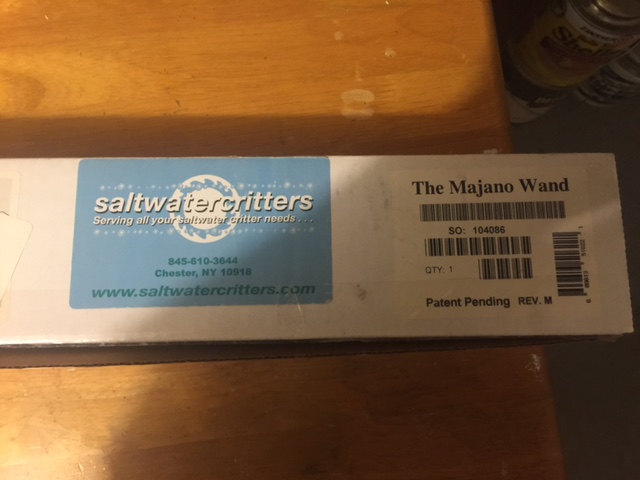 saltwatercritters
Serving all your saltwater critter needs . . .
845-610-3644
Chester, NY 10918
www.saltwatercritters.com
The Majano Wand
SO: 104086
QTY: 1
Patent Pending REV. M